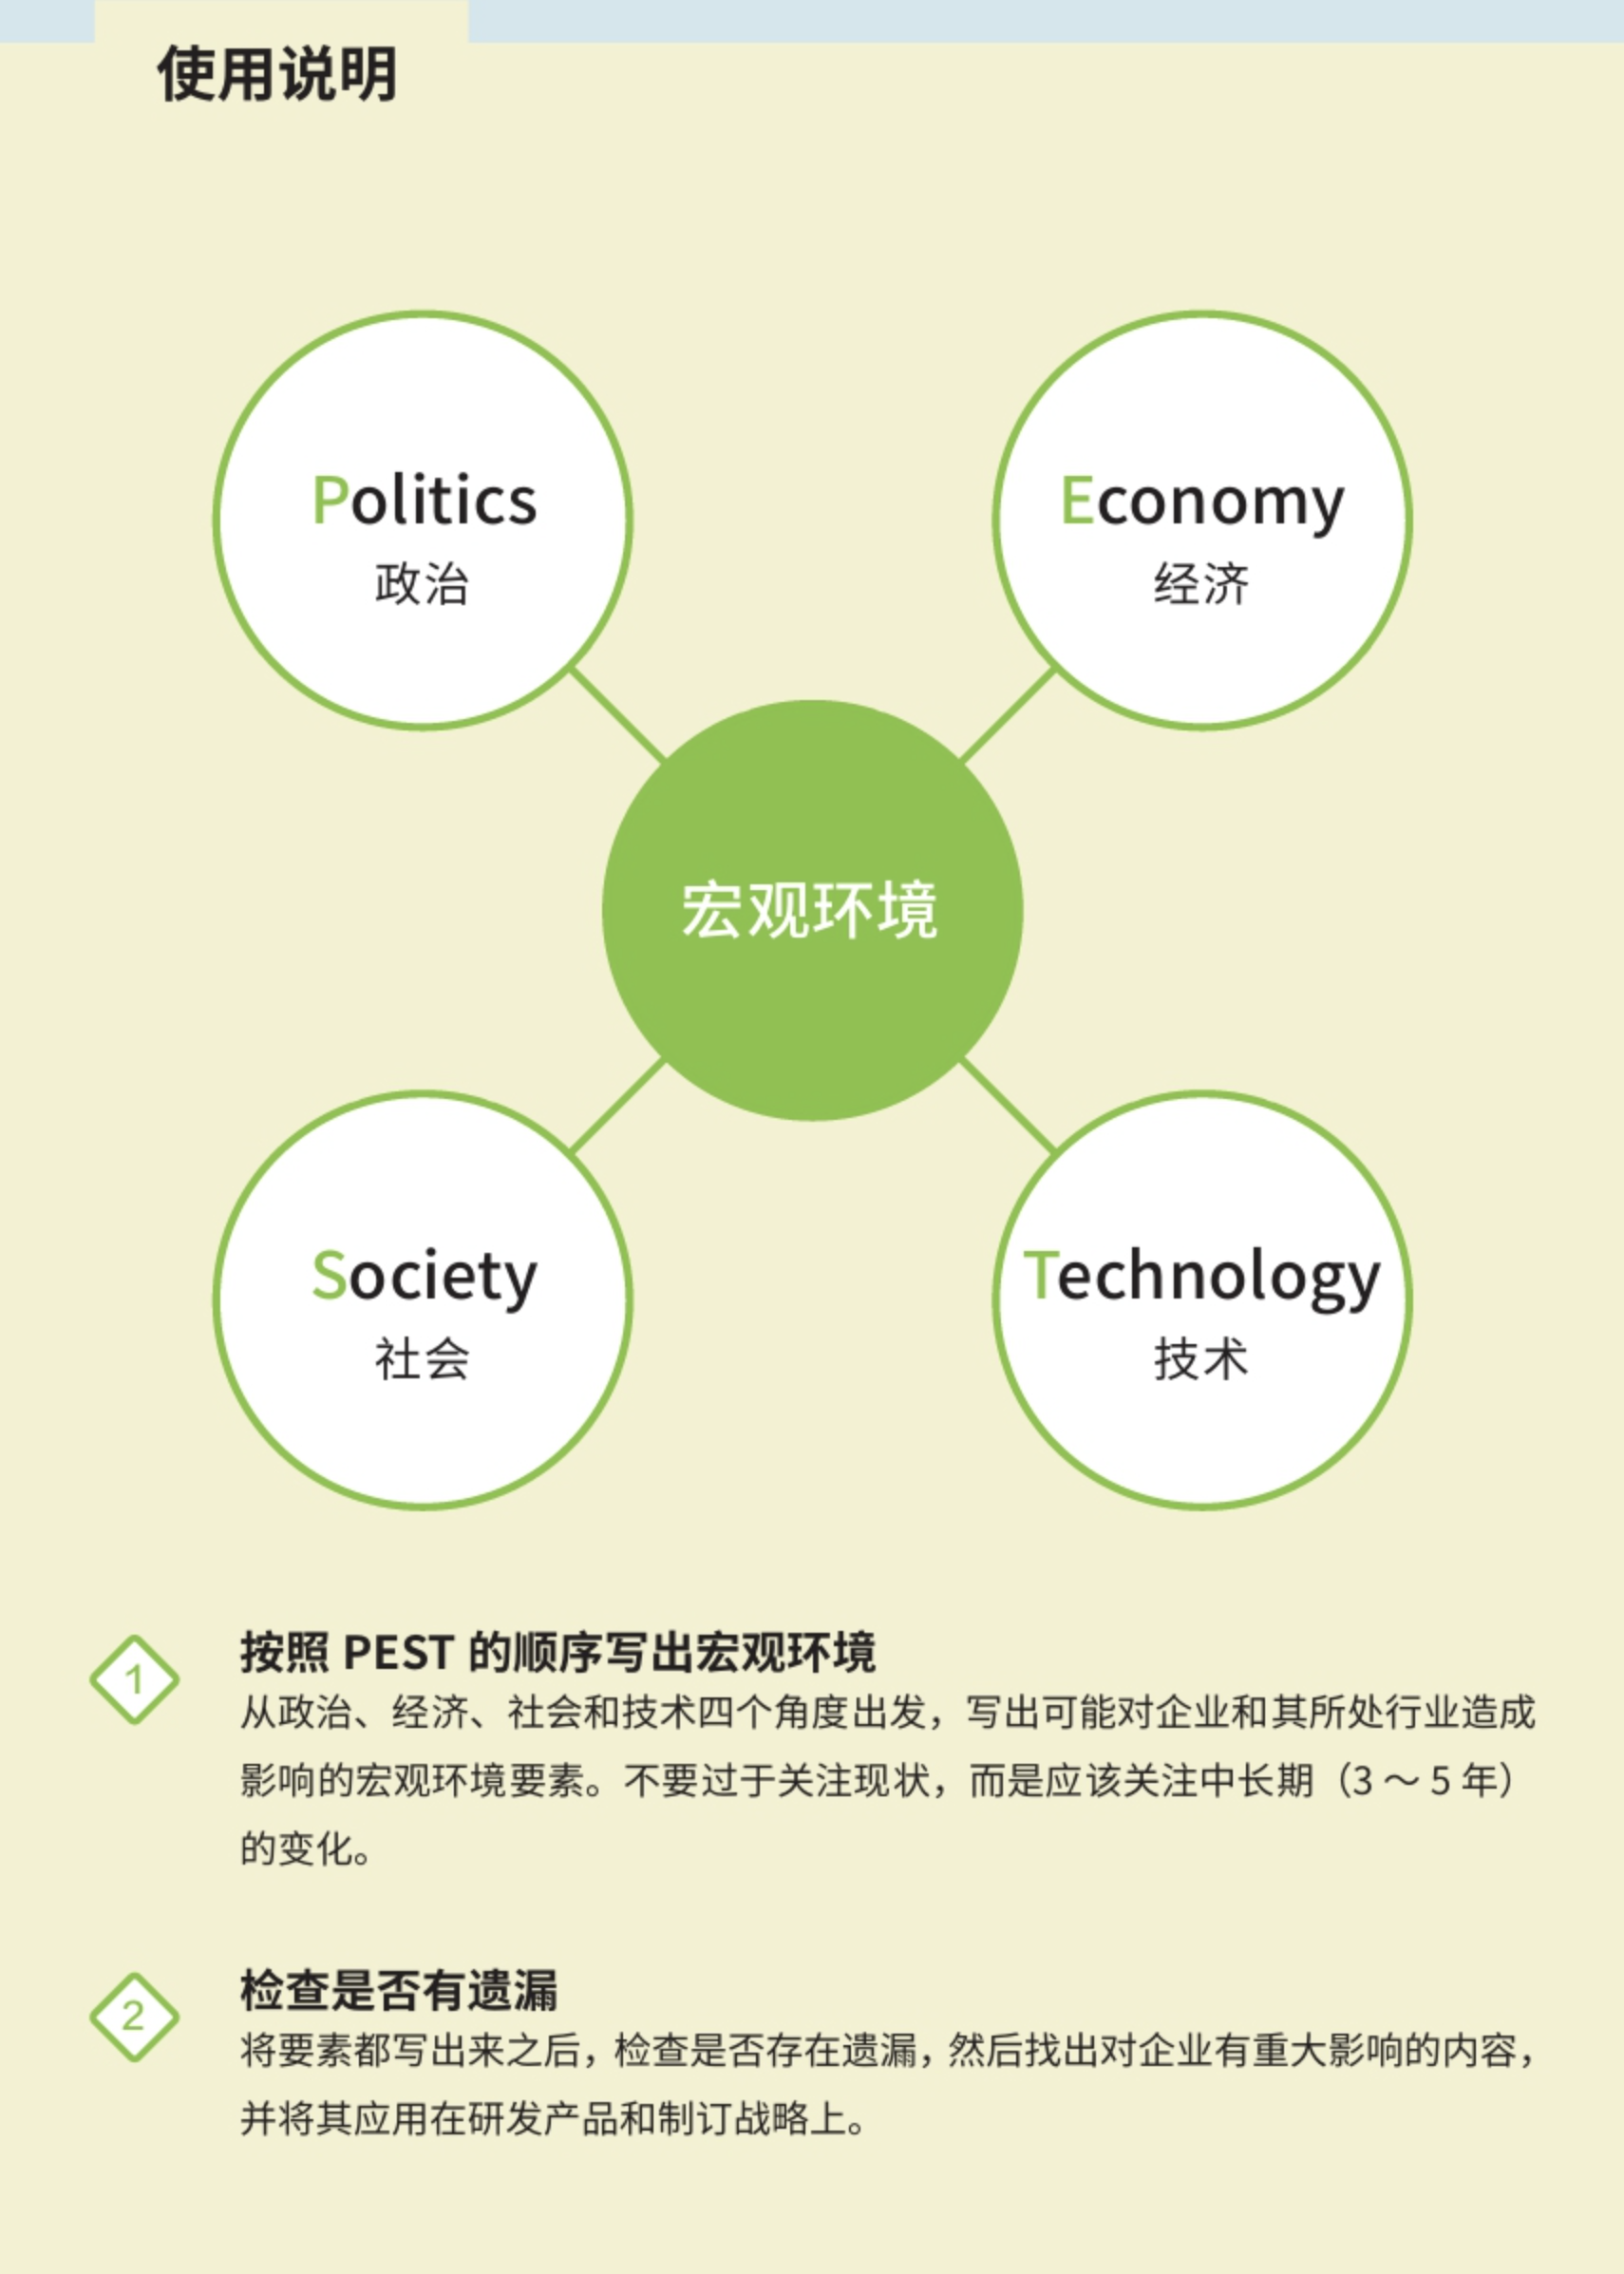 使用说明
Politics
政治
Economy
经济
宏观环境
Society
社会
Technology
技术
1
按照 PEST 的顺序写出宏观环境
从政治、经济、社会和技术四个角度出发，写出可能对企业和其所处行业造成
影响的宏观环境要素。不要过于关注现状，而是应该关注中长期（3 ～ 5 年）
的变化。
2
检查是否有遗漏
将要素都写出来之后，检查是否存在遗漏，然后找出对企业有重大影响的内容，
并将其应用在研发产品和制订战略上。